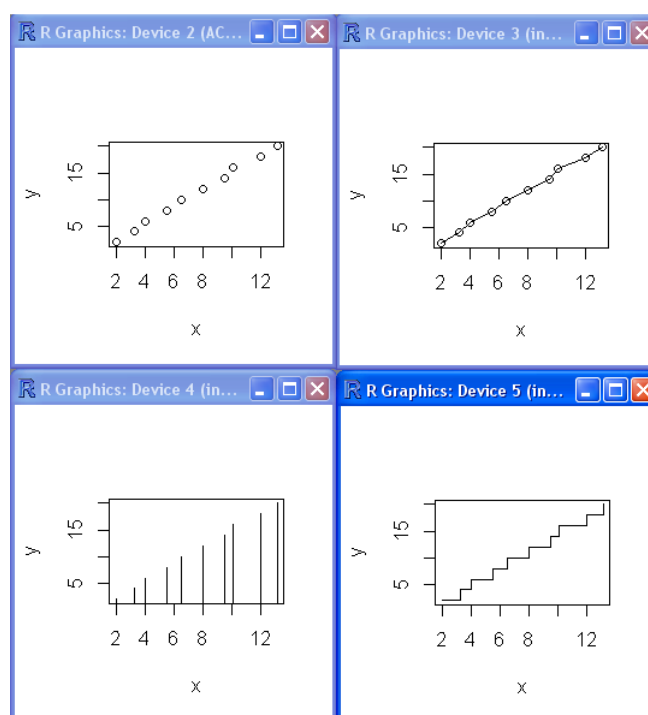 R Graphics: Device 2 (AC...
y
15
5
2 4 6 8 12
x
R Graphics: Device 3 (in...
y
15
5
2 4 6 8 12
x
R Graphics: Device 4 (in...
y
15
5
2 4 6 8 12
x
R Graphics: Device 5 (in...
y
15
5
2 4 6 8 12
x